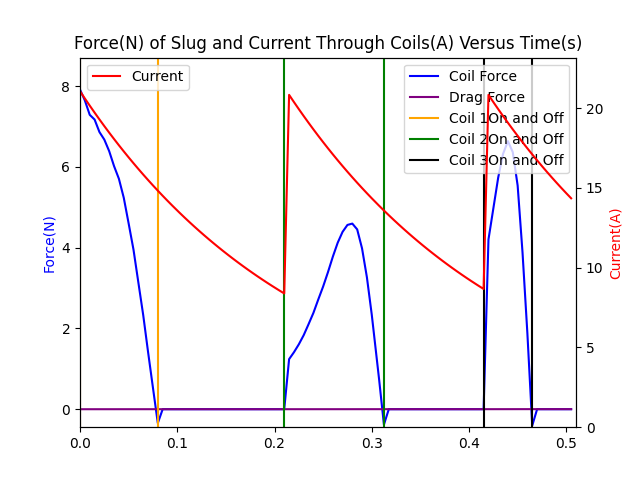 Force(N) of Slug and Current Through Coils(A) Versus Time(s)
Current
Coil Force
Drag Force
Coil 1On and Off
Coil 2On and Off
Coil 3On and Off
Force(N)
8
6
4
2
0
Current(A)
20
15
10
5
0
0.0
0.1
0.2
0.3
0.4
0.5